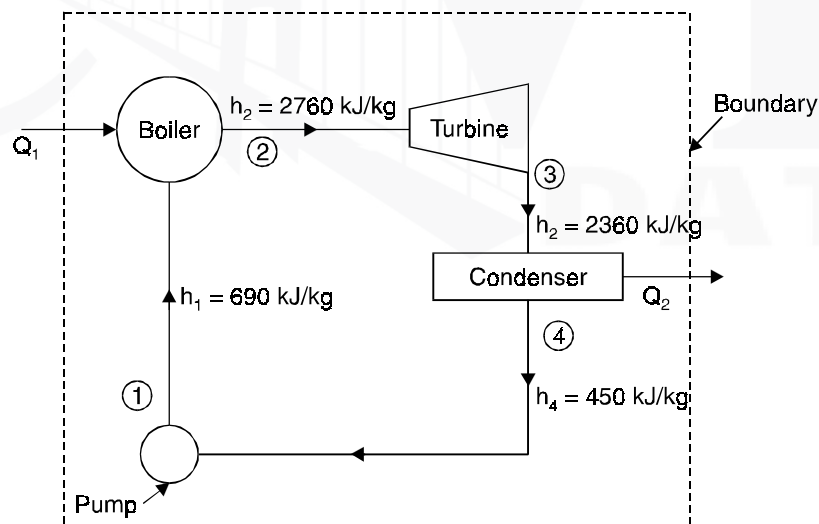 h₂ = 2760 kJ/kg
Boundary
Boiler
Turbine
Q₁
②
③
h₂ = 2360 kJ/kg
Condenser
h₁ = 690 kJ/kg
Q₂
④
①
h₄ = 450 kJ/kg
Pump